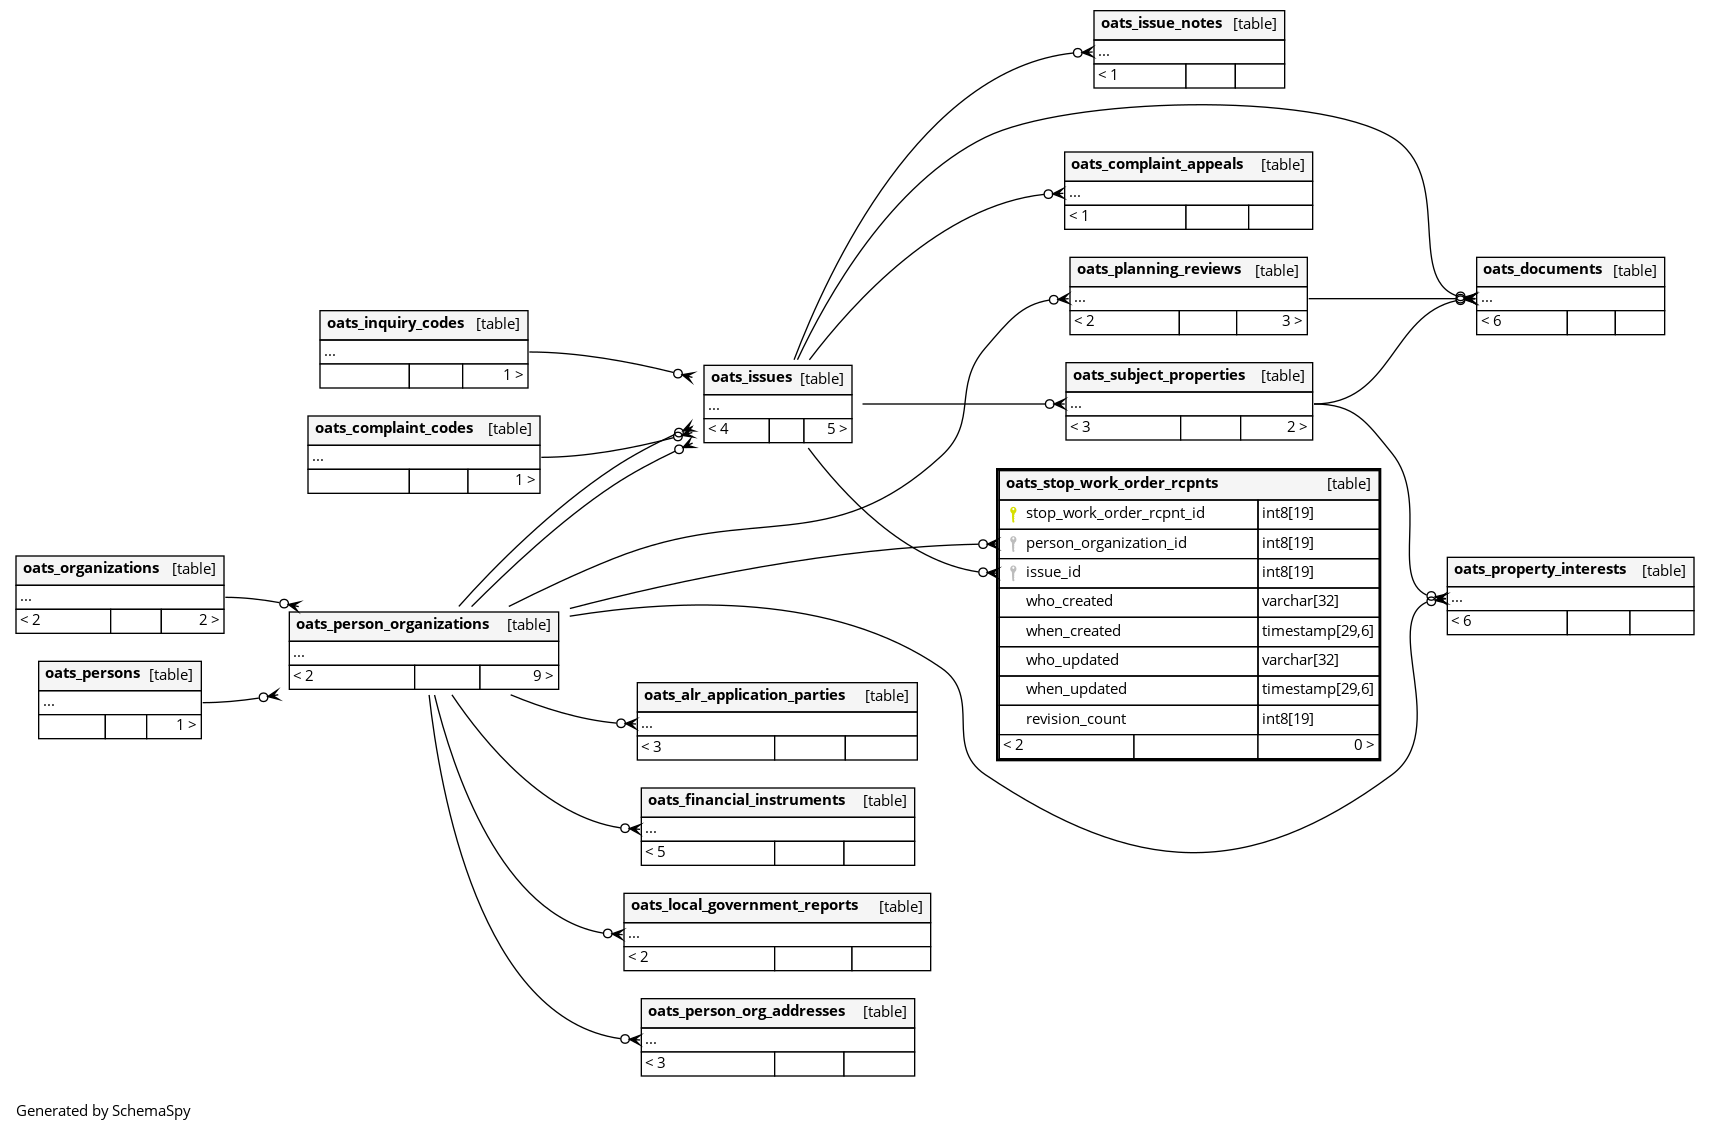 oats_issue_notes [table]
...
< 1
oats_complaint_appeals [table]
...
< 1
oats_planning_reviews [table]
...
< 2 3 >
oats_documents [table]
...
< 6
oats_inquiry_codes [table]
...
1 >
oats_issues [table]
...
< 4 5 >
oats_subject_properties [table]
...
< 3 2 >
oats_complaint_codes [table]
...
1 >
oats_stop_work_order_rcpnts [table]
stop_work_order_rcpnt_id int8[19]
person_organization_id int8[19]
issue_id int8[19]
who_created varchar[32]
when_created timestamp[29,6]
who_updated varchar[32]
when_updated timestamp[29,6]
revision_count int8[19]
< 2 0 >
oats_organizations [table]
...
< 2 2 >
oats_property_interests [table]
...
< 6
oats_person_organizations [table]
...
< 2 9 >
oats_persons [table]
...
1 >
oats_alr_application_parties [table]
...
< 3
oats_financial_instruments [table]
...
< 5
oats_local_government_reports [table]
...
< 2
oats_person_org_addresses [table]
...
< 3
Generated by SchemaSpy